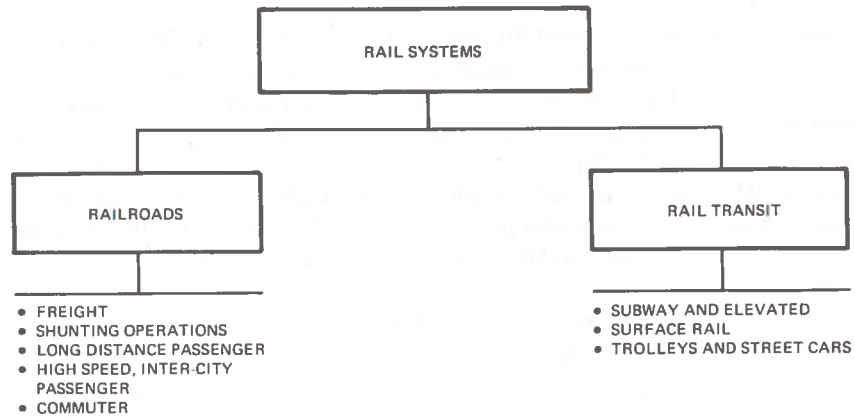 RAIL SYSTEMS
RAILROADS
RAIL TRANSIT
• FREIGHT
• SHUNTING OPERATIONS
• LONG DISTANCE PASSENGER
• HIGH SPEED, INTER-CITY
PASSENGER
• COMMUTER
• SUBWAY AND ELEVATED
• SURFACE RAIL
• TROLLEYS AND STREET CARS